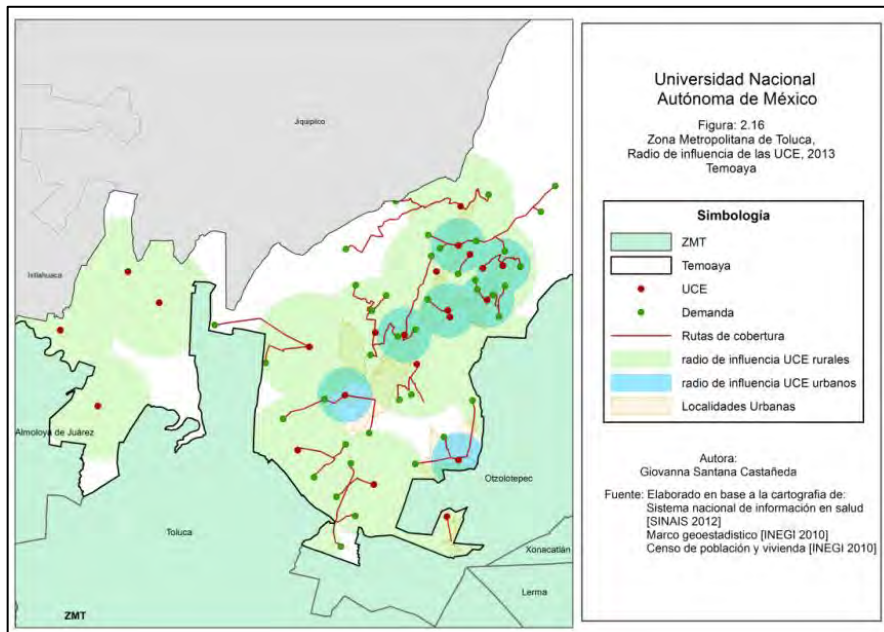 Jiquipilco
Ixtlahuaca
Almoloya de Juárez
Toluca
Otzolotepec
Xonacatlán
Lerma
ZMT
Universidad Nacional
Autónoma de México
Figura: 2.16
Zona Metropolitana de Toluca,
Radio de influencia de las UCE, 2013
Temoaya
Simbología
ZMT
Temoaya
UCE
Demanda
Rutas de cobertura
radio de influencia UCE rurales
radio de influencia UCE urbanos
Localidades Urbanas
Autora:
Giovanna Santana Castañeda
Fuente: Elaborado en base a la cartografia de:
Sistema nacional de información en salud
[SINAIS 2012]
Marco geoestadistico [INEGI 2010]
Censo de población y vivienda [INEGI 2010]